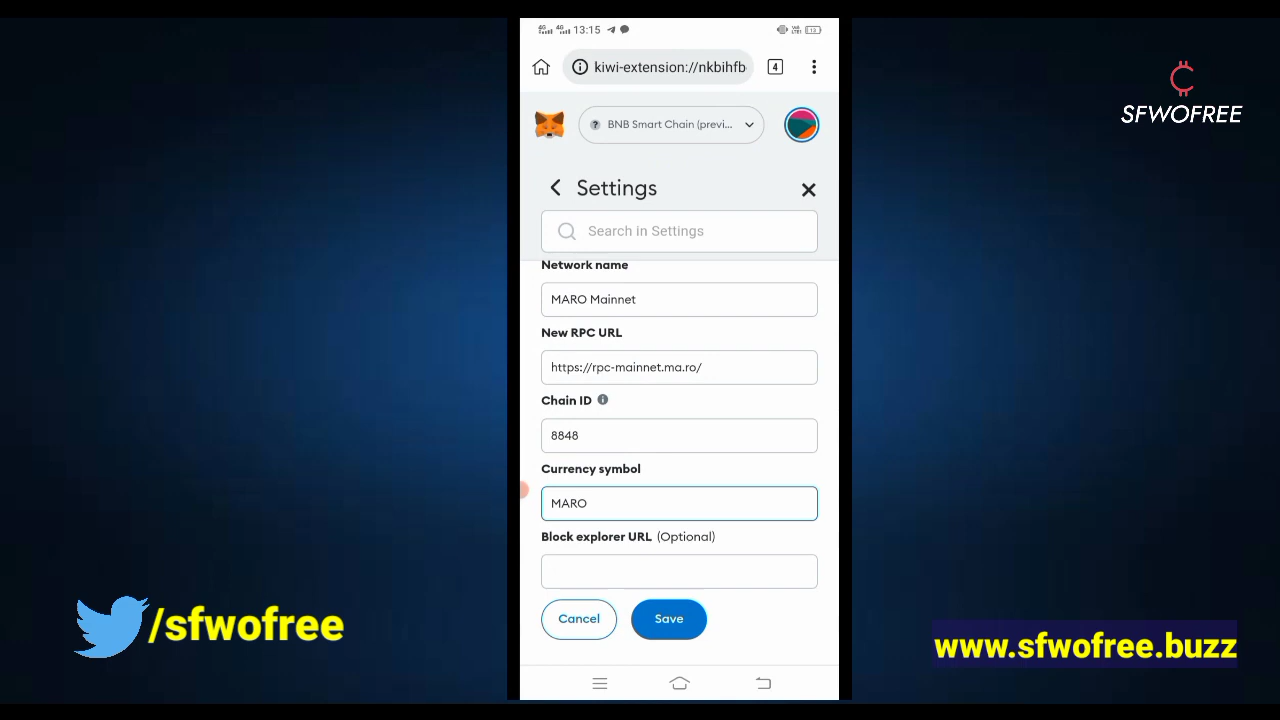 13:15
kiwi-extension://nkbihfb
4
BNB Smart Chain (previ...
SFWOFREE
Settings
Search in Settings
Network name
MARO Mainnet
New RPC URL
https://rpc-mainnet.ma.ro/
Chain ID
8848
Currency symbol
MARO
Block explorer URL (Optional)
Cancel
Save
/sfwofree
www.sfwofree.buzz